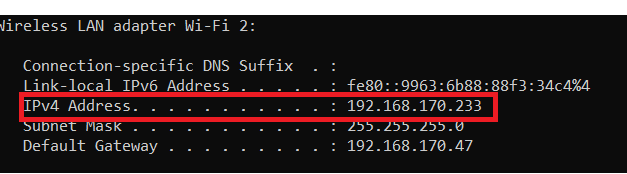 Wireless LAN adapter Wi-Fi 2:
Connection-specific DNS Suffix  . :
Link-local IPv6 Address . . . . . : fe80::9963:6b88:88f3:34c4%4
IPv4 Address. . . . . . . . . . . : 192.168.170.233
Subnet Mask . . . . . . . . . . . : 255.255.255.0
Default Gateway . . . . . . . . . : 192.168.170.47